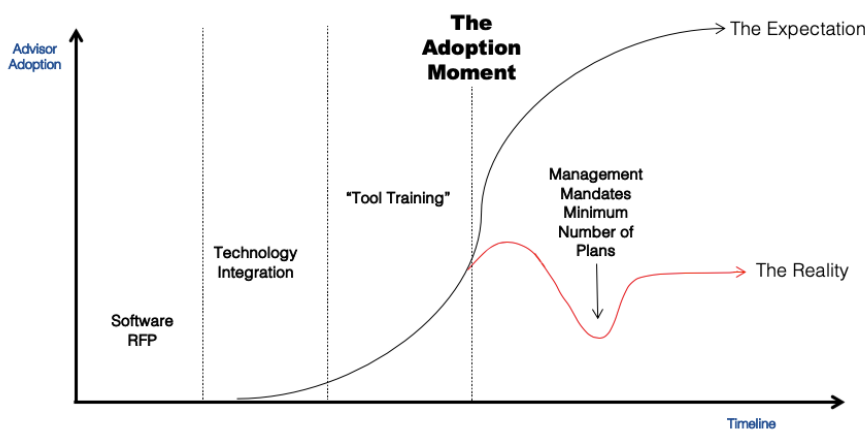 The
Adoption
Moment
The Expectation
Advisor
Adoption
"Tool Training"
Management
Mandates
Minimum
Number of
Plans
Technology
Integration
The Reality
Software
RFP
Timeline